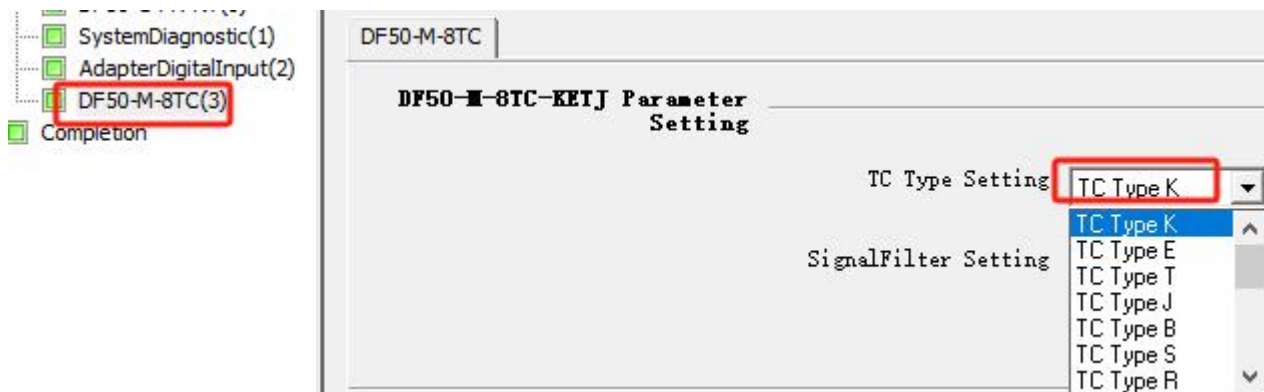 SystemDiagnostic(1)
AdapterDigitalInput(2)
DF50-M-8TC(3)
Completion
DF50-M-8TC
DF50-M-8TC-KETJ Parameter
Setting
TC Type Setting
TC Type K
TC Type K
TC Type E
SignalFilter Setting
TC Type T
TC Type J
TC Type B
TC Type S
TC Type R